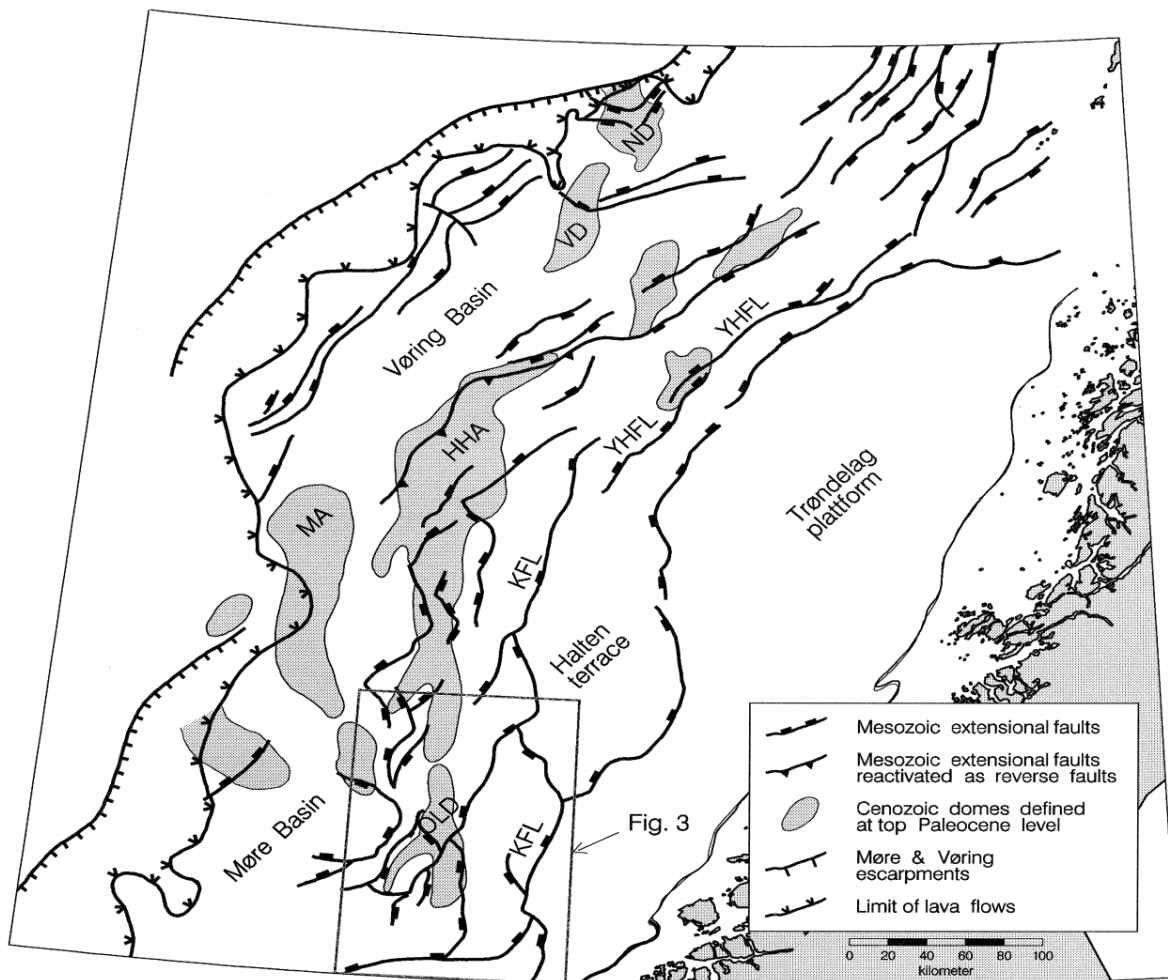 ND
VD
Vøring Basin
YHFL
YHFL
HHA
MA
KFL
Trøndelag
plattform
Halten
terrace
Møre Basin
OLD
KFL
Fig. 3
Mesozoic extensional faults
Mesozoic extensional faults
reactivated as reverse faults
Cenozoic domes defined
at top Paleocene level
Møre & Vøring
escarpments
Limit of lava flows
0 20 40 60 80 100
kilometer